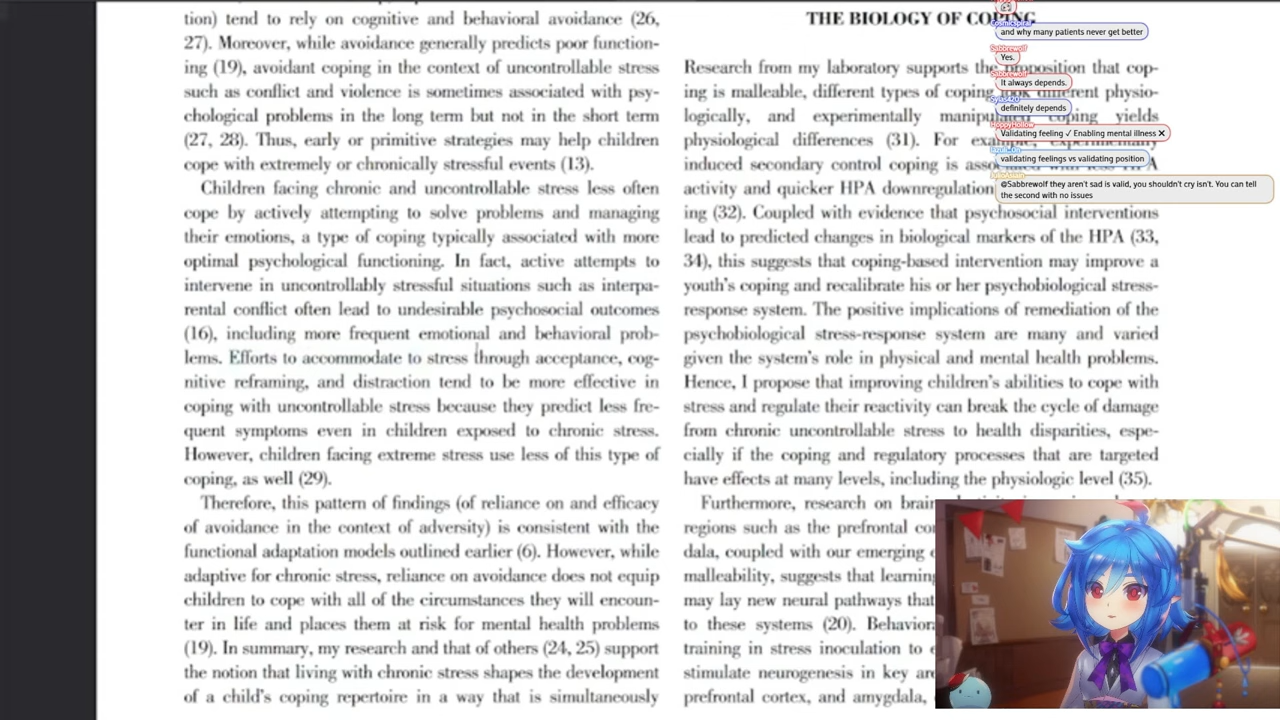 tion) tend to rely on cognitive and behavioral avoidance (26,
27). Moreover, while avoidance generally predicts poor function-
ing (19), avoidant coping in the context of uncontrollable stress
such as conflict and violence is sometimes associated with psy-
chological problems in the long term but not in the short term
(27, 28). Thus, early or primitive strategies may help children
cope with extremely or chronically stressful events (13).
Children facing chronic and uncontrollable stress less often
cope by actively attempting to solve problems and managing
their emotions, a type of coping typically associated with more
optimal psychological functioning. In fact, active attempts to
intervene in uncontrollably stressful situations such as interpa-
rental conflict often lead to undesirable psychosocial outcomes
(16), including more frequent emotional and behavioral prob-
lems. Efforts to accommodate to stress through acceptance, cog-
nitive reframing, and distraction tend to be more effective in
coping with uncontrollable stress because they predict less fre-
quent symptoms even in children exposed to chronic stress.
However, children facing extreme stress use less of this type of
coping, as well (29).
Therefore, this pattern of findings (of reliance on and efficacy
of avoidance in the context of adversity) is consistent with the
functional adaptation models outlined earlier (6). However, while
adaptive for chronic stress, reliance on avoidance does not equip
children to cope with all of the circumstances they will encoun-
ter in life and places them at risk for mental health problems
(19). In summary, my research and that of others (24, 25) support
the notion that living with chronic stress shapes the development
of a child's coping repertoire in a way that is simultaneously
THE BIOLOGY OF COPING
Research from my laboratory supports the proposition that cop-
ing is malleable, different types of coping look different physio-
logically, and experimentally manipulated coping yields
physiological differences (31). For example, experimentally
induced secondary control coping is associated with less HPA
activity and quicker HPA downregulation
ing (32). Coupled with evidence that psychosocial interventions
lead to predicted changes in biological markers of the HPA (33,
34), this suggests that coping-based intervention may improve a
youth's coping and recalibrate his or her psychobiological stress-
response system. The positive implications of remediation of the
psychobiological stress-response system are many and varied
given the system's role in physical and mental health problems.
Hence, I propose that improving children's abilities to cope with
stress and regulate their reactivity can break the cycle of damage
from chronic uncontrollable stress to health disparities, espe-
cially if the coping and regulatory processes that are targeted
have effects at many levels, including the physiologic level (35).
Furthermore, research on brain
regions such as the prefrontal
dala, coupled with our emerging
malleability, suggests that learning
may lay new neural pathways that
to these systems (20).
training in stress inoculation to
stimulate neurogenesis in key
prefrontal cortex, and amygdala,
and why many patients never get better
Sabbrewolf
Yes.
Sabbrewolf
It always depends.
definitely depends
Validating feeling ✓ Enabling mental illness ✕
validating feelings vs validating position
@Sabbrewolf they aren't sad is valid, you shouldn't cry isn't. You can tell
the second with no issues